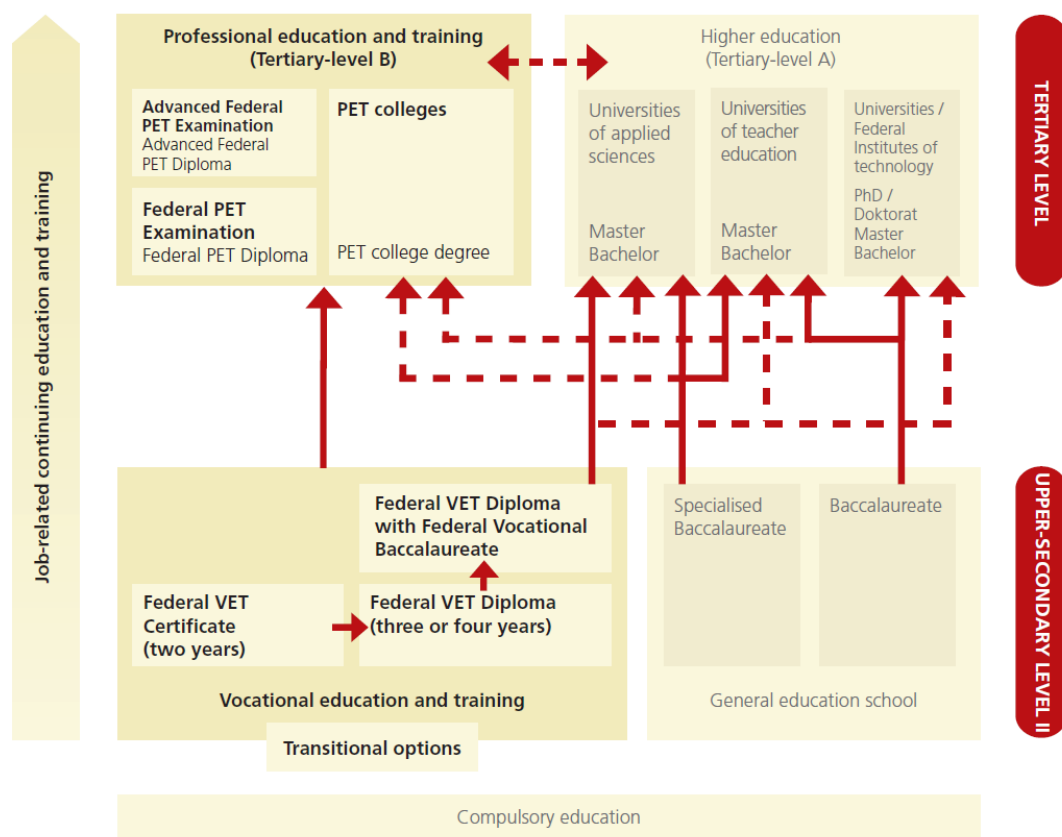 Professional education and training
(Tertiary-level B)
Higher education
(Tertiary-level A)
Advanced Federal
PET Examination
Advanced Federal
PET Diploma
Federal PET
Examination
Federal PET Diploma
PET colleges
PET college degree
Universities
of applied
sciences
Master
Bachelor
Universities
of teacher
education
Master
Bachelor
Universities /
Federal
Institutes of
technology
PhD /
Doktorat
Master
Bachelor
TERTIARY LEVEL
Job-related continuing education and training
Federal VET Diploma
with Federal Vocational
Baccalaureate
Federal VET
Certificate
(two years)
Federal VET Diploma
(three or four years)
Vocational education and training
Transitional options
Specialised
Baccalaureate
Baccalaureate
General education school
UPPER-SECONDARY LEVEL II
Compulsory education